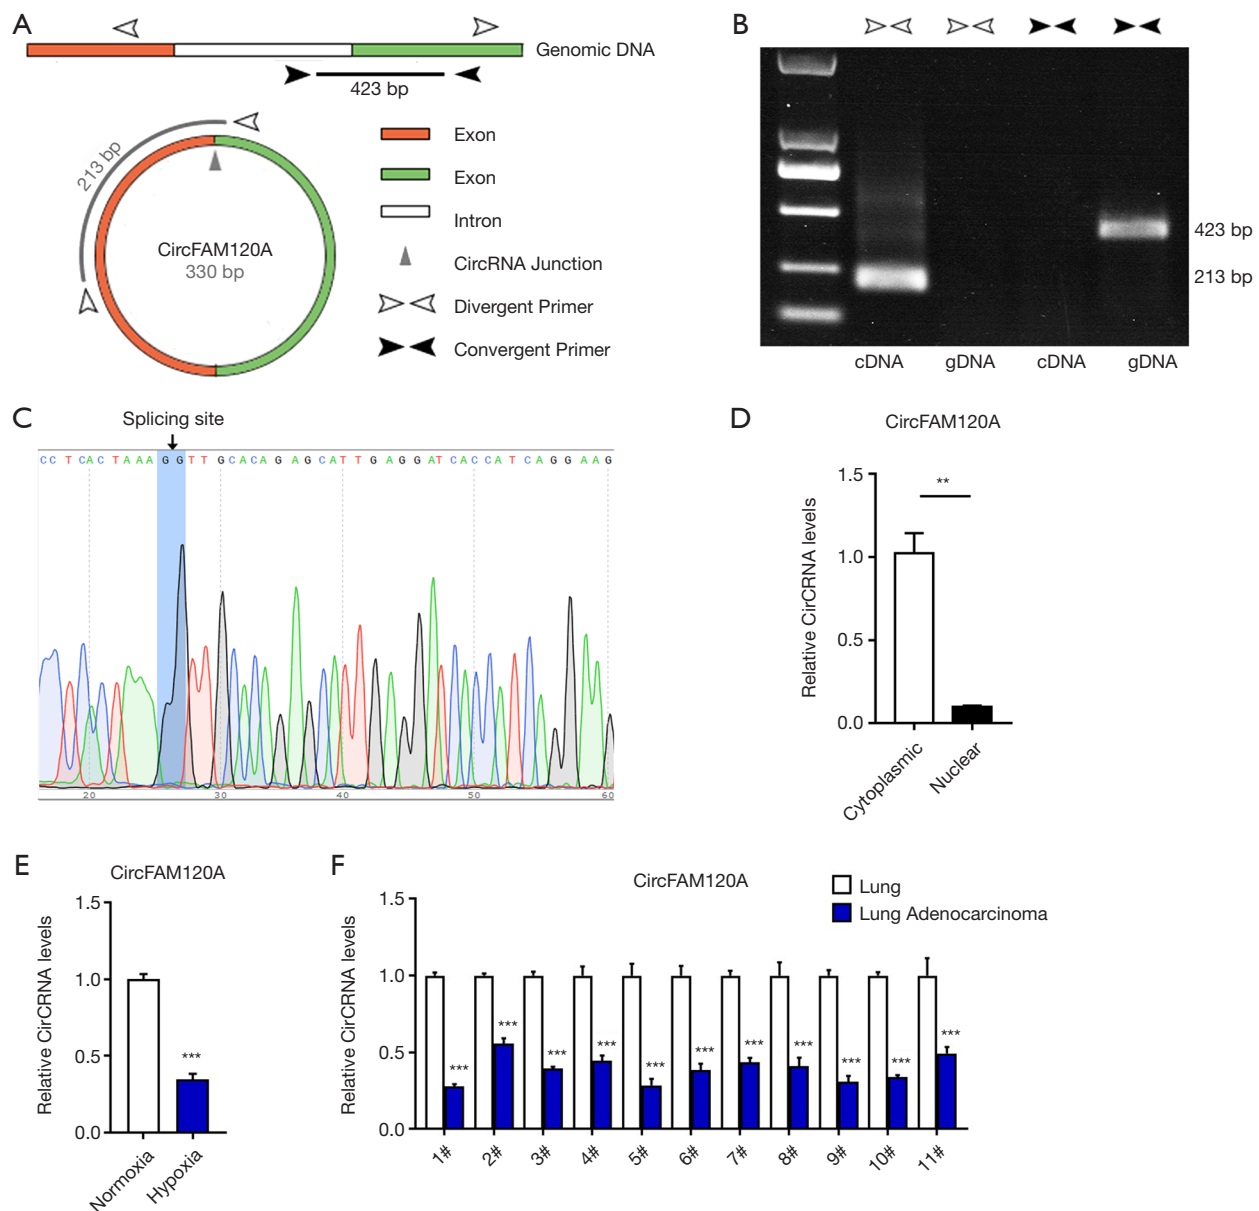 A
Genomic DNA
423 bp
213 bp
CircFAM120A
330 bp
Exon
Exon
Intron
CircRNA Junction
Divergent Primer
Convergent Primer
B
423 bp
213 bp
cDNA gDNA cDNA gDNA
C
Splicing site
CC TCACTAAAGGTTGCACAGAGCATTGAGGATCACCATCAGGAAG
20 30 40 50 60
D
CircFAM120A
Relative CirCRNA levels
1.5
1.0
0.5
0.0
**
Cytoplasmic
Nuclear
E
CircFAM120A
Relative CirCRNA levels
1.5
1.0
0.5
0.0
***
Normoxia
Hypoxia
F
CircFAM120A
Lung
Lung Adenocarcinoma
Relative CirCRNA levels
1.5
1.0
0.5
0.0
*** *** *** *** *** *** *** *** *** *** ***
1# 2# 3# 4# 5# 6# 7# 8# 9# 10# 11#